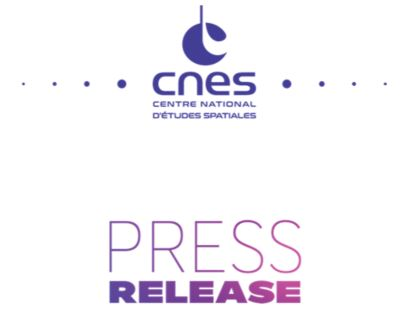 cnes
CENTRE NATIONAL
D'ÉTUDES SPATIALES
PRESS
RELEASE